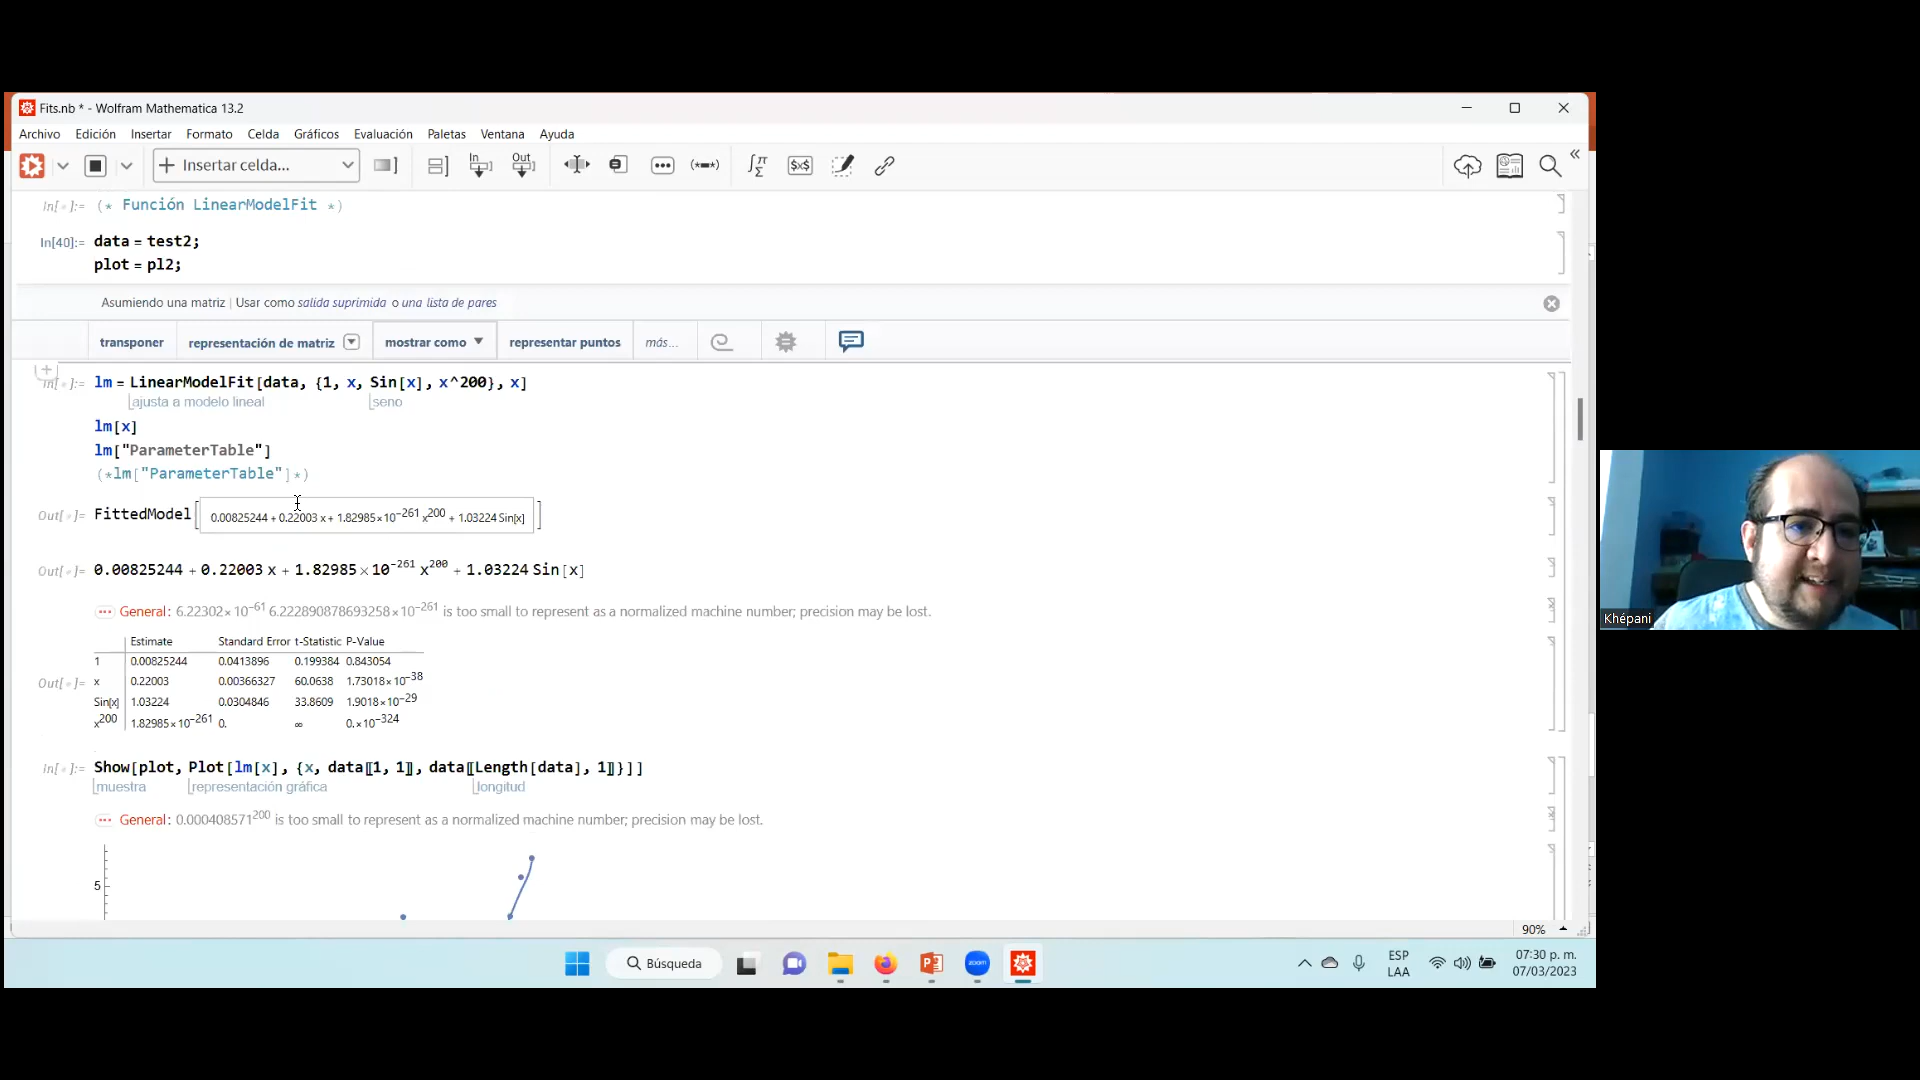 Fits.nb * - Wolfram Mathematica 13.2
Archivo Edición Insertar Formato Celda Gráficos Evaluación Paletas Ventana Ayuda
Insertar celda... In Out $x$
In[•]:= (* Función LinearModelFit *)
In[40]:= data = test2;
plot = pl2;
Asumiendo una matriz | Usar como salida suprimida o una lista de pares
transponer representación de matriz mostrar como representar puntos más...
In[•]:= lm = LinearModelFit[data, {1, x, Sin[x], x^200}, x]
ajusta a modelo lineal seno
lm[x]
lm["ParameterTable"]
(*lm["ParameterTable"]*)
Out[•]= FittedModel[ 0.00825244 + 0.22003 x + 1.82985×10^-261 x^200 + 1.03224 Sin[x] ]
Out[•]= 0.00825244 + 0.22003 x + 1.82985×10^-261 x^200 + 1.03224 Sin[x]
General: 6.22302×10^-61 6.222890878693258×10^-261 is too small to represent as a normalized machine number; precision may be lost.
Estimate Standard Error t-Statistic P-Value
1 0.00825244 0.0413896 0.199384 0.843054
Out[•]= x 0.22003 0.00366327 60.0638 1.73018×10^-38
Sin[x] 1.03224 0.0304846 33.8609 1.9018×10^-29
x^200 1.82985×10^-261 0. ∞ 0.×10^-324
In[•]:= Show[plot, Plot[lm[x], {x, data[[1, 1]], data[[Length[data], 1]]}]]
muestra representación gráfica longitud
General: 0.000408571^200 is too small to represent as a normalized machine number; precision may be lost.
5
90%
Khépani
Búsqueda zoom ESP LAA 07:30 p. m.
07/03/2023